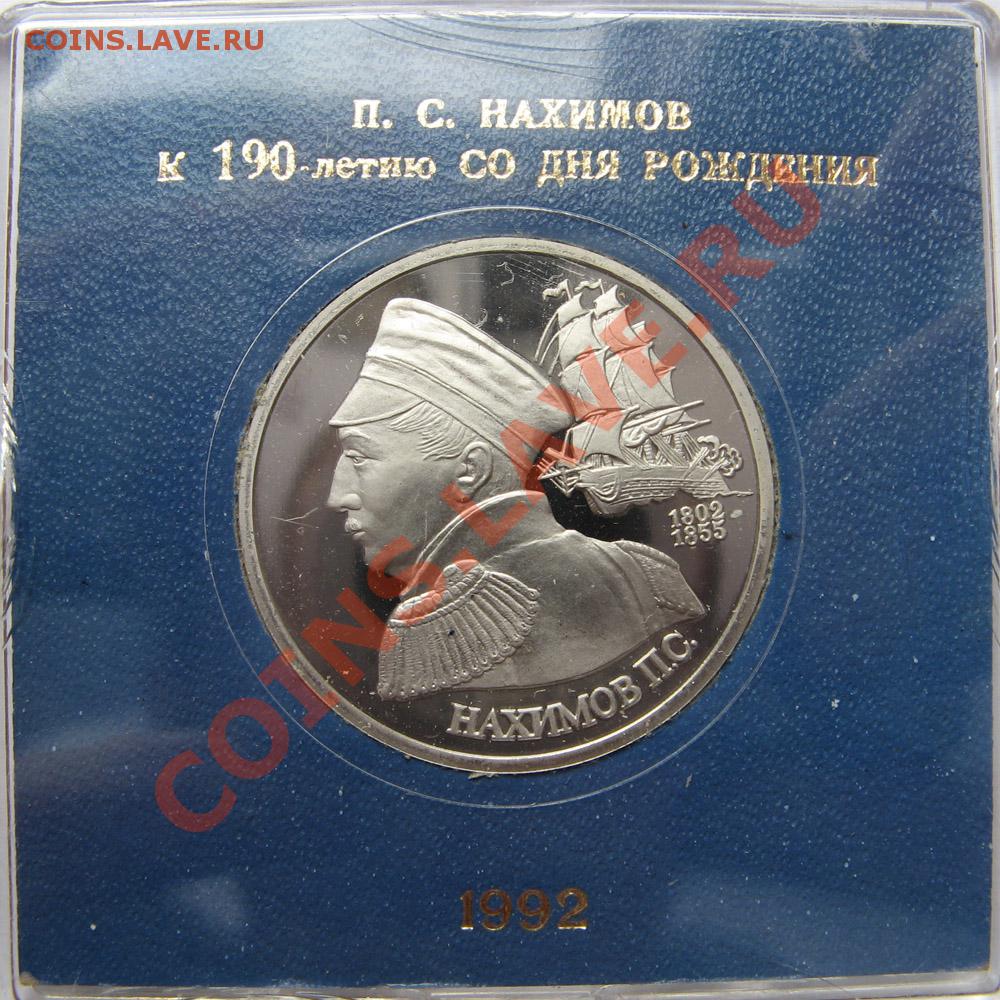 COINS.LAVE.RU
П. С. НАХИМОВ
К 190-летию СО ДНЯ РОЖДЕНИЯ
COINS.LAVE.RU
1802
1855
НАХИМОВ П.С.
1992